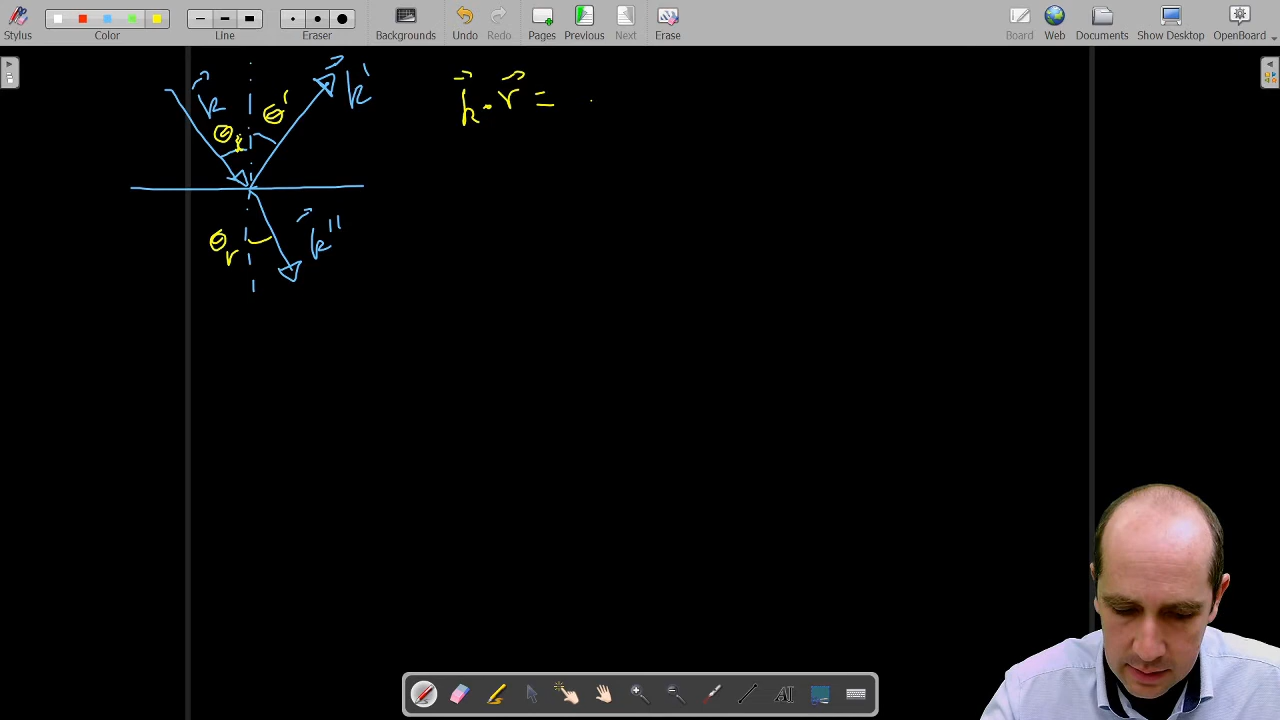 Stylus Color Line Eraser Backgrounds Undo Redo Pages Previous Next Erase Board Web Documents Show Desktop OpenBoard
k⃗ k⃗'
θᵢ θ'
θᵣ k⃗''
k⃗ · r⃗ =